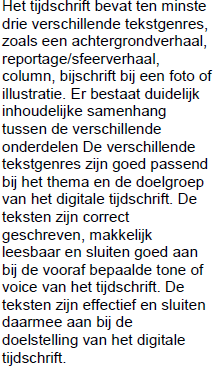 Het tijdschrift bevat ten minste
drie verschillende tekstgenres,
zoals een achtergrondverhaal,
reportage/sfeerverhaal,
column, bijschrift bij een foto of
illustratie. Er bestaat duidelijk
inhoudelijke samenhang
tussen de verschillende
onderdelen De verschillende
tekstgenres zijn goed passend
bij het thema en de doelgroep
van het digitale tijdschrift. De
teksten zijn correct
geschreven, makkelijk
leesbaar en sluiten goed aan
bij de vooraf bepaalde tone of
voice van het tijdschrift. De
teksten zijn effectief en sluiten
daarmee aan bij de
doelstelling van het digitale
tijdschrift.